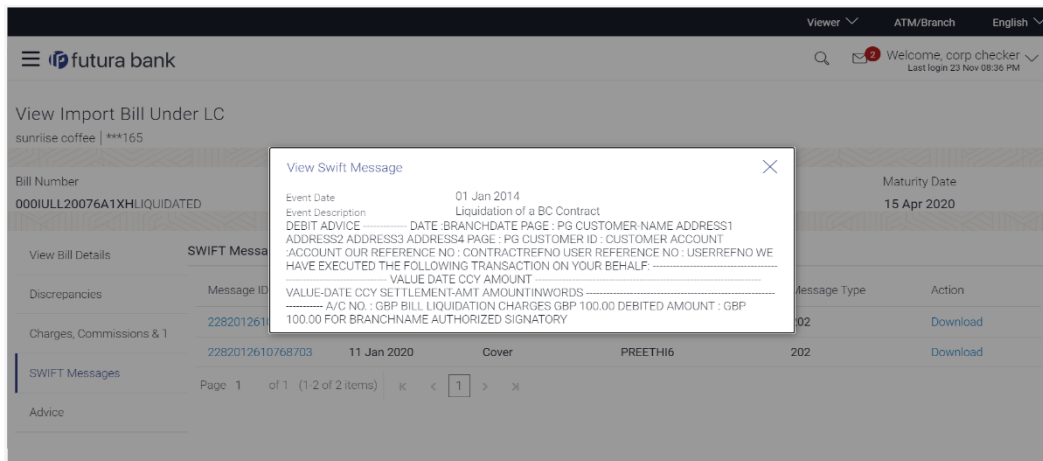 Viewer ATM/Branch English
futura bank
2 Welcome, corp checker
Last login 23 Nov 08:36 PM
View Import Bill Under LC
sunriise coffee | ***165
Bill Number
000IULL20076A1XHLIQUIDATED
Maturity Date
15 Apr 2020
View Swift Message
Event Date 01 Jan 2014
Event Description Liquidation of a BC Contract
DEBIT ADVICE ------------ DATE :BRANCHDATE PAGE : PG CUSTOMER-NAME ADDRESS1
ADDRESS2 ADDRESS3 ADDRESS4 PAGE : PG CUSTOMER ID : CUSTOMER ACCOUNT
:ACCOUNT OUR REFERENCE NO : CONTRACTREFNO USER REFERENCE NO : USERREFNO WE
HAVE EXECUTED THE FOLLOWING TRANSACTION ON YOUR BEHALF: -----------------------------------
----------------------------- VALUE DATE CCY AMOUNT ----------------------------------------------------------------
VALUE-DATE CCY SETTLEMENT-AMT AMOUNTINWORDS ------------------------------------------------------
----------- A/C NO. : GBP BILL LIQUIDATION CHARGES GBP 100.00 DEBITED AMOUNT : GBP
100.00 FOR BRANCHNAME AUTHORIZED SIGNATORY
View Bill Details
Discrepancies
Charges, Commissions & 1
SWIFT Messages
Advice
SWIFT Messa
Message ID Message Type Action
228201261 202 Download
2282012610768703 11 Jan 2020 Cover PREETHI6 202 Download
Page 1 of 1 (1-2 of 2 items) 1